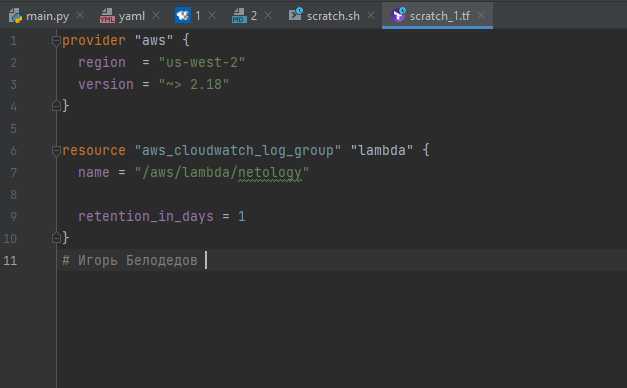 main.py yaml 1 2 scratch.sh scratch_1.tf
1 provider "aws" {
2 region = "us-west-2"
3 version = "~> 2.18"
4 }
5
6 resource "aws_cloudwatch_log_group" "lambda" {
7 name = "/aws/lambda/netology"
8
9 retention_in_days = 1
10 }
11 # Игорь Белодедов